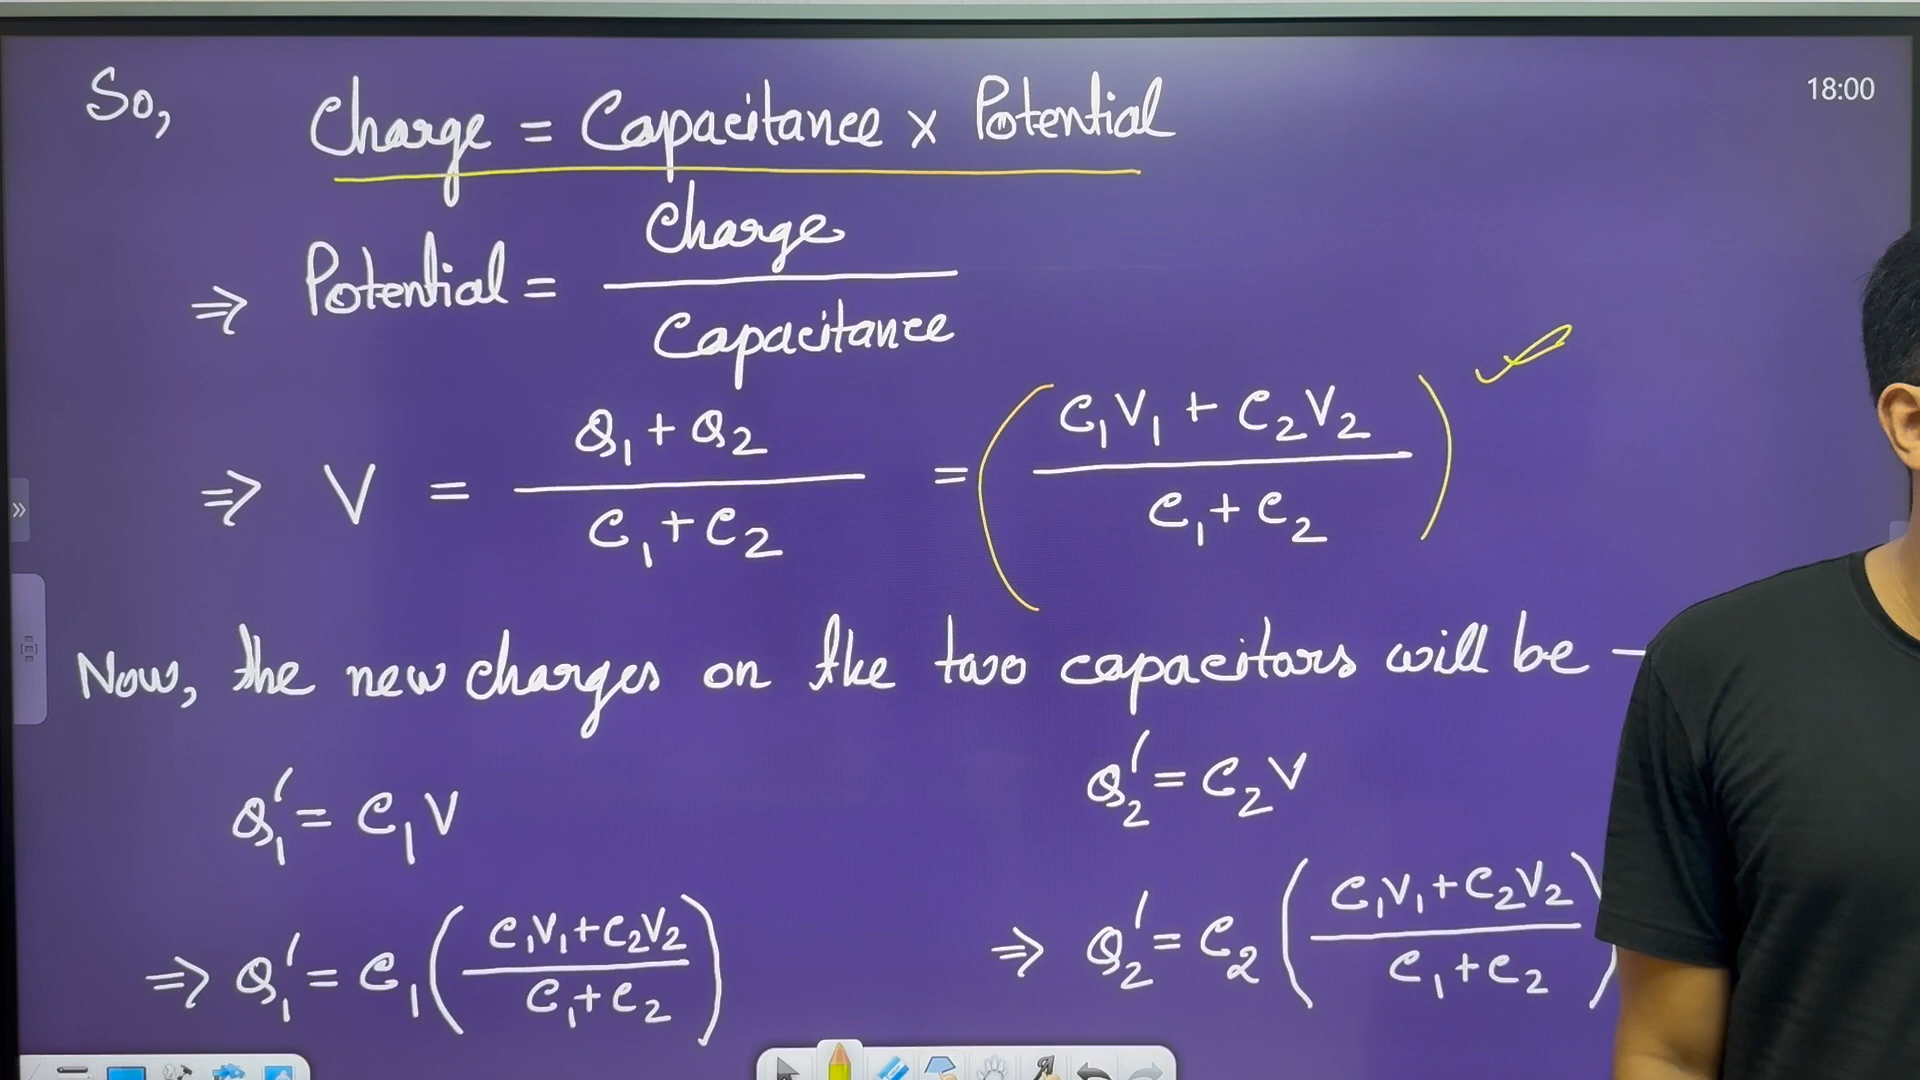 18:00
So, Charge = Capacitance x Potential
⇒ Potential = Charge / Capacitance
⇒ V = Q₁ + Q₂ / C₁ + C₂ = ( C₁V₁ + C₂V₂ / C₁ + C₂ )
Now, the new charges on the two capacitors will be –
Q₁′ = C₁V
Q₂′ = C₂V
⇒ Q₁′ = C₁ ( C₁V₁ + C₂V₂ / C₁ + C₂ )
⇒ Q₂′ = C₂ ( C₁V₁ + C₂V₂ / C₁ + C₂ )